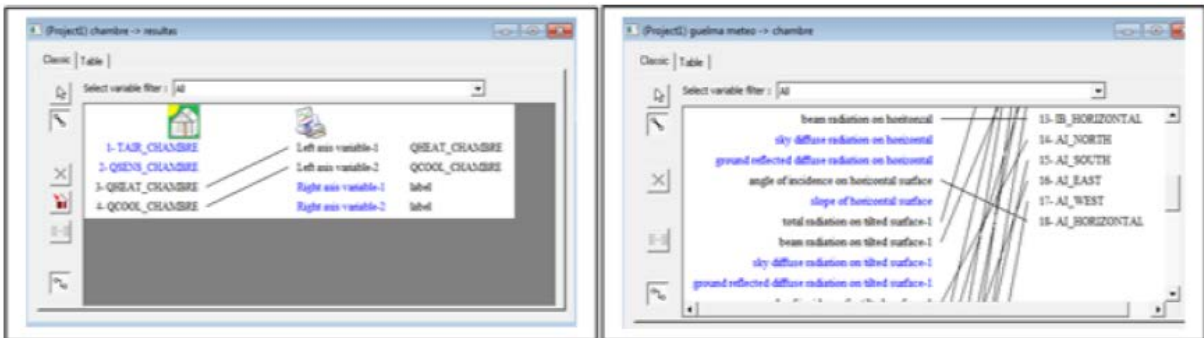 (Project1) chambre -> resultas
Classic Table
Select variable filter : All
1- TAIR_CHAMBRE
2- QSENS_CHAMBRE
3- QHEAT_CHAMBRE
4- QCOOL_CHAMBRE
Left axis variable-1 QHEAT_CHAMBRE
Left axis variable-2 QCOOL_CHAMBRE
Right axis variable-1 label
Right axis variable-2 label
(Project1) guelma meteo -> chambre
Classic Table
Select variable filter : All
beam radiation on horitonzal
sky diffuse radiation on horizontal
ground reflected diffuse radiation on horizontal
angle of incidence on horizontal surface
slope of horizontal surface
total radiation on tilted surface-1
beam radiation on tilted surface-1
sky diffuse radiation on tilted surface-1
ground reflected diffuse radiation on tilted surface-1
13- IB_HORIZONTAL
14- AI_NORTH
15- AI_SOUTH
16- AI_EAST
17- AI_WEST
18- AI_HORIZONTAL